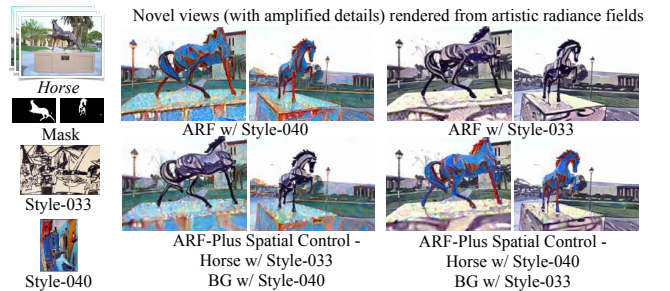 Novel views (with amplified details) rendered from artistic radiance fields
Horse
Mask
Style-033
Style-040
ARF w/ Style-040
ARF w/ Style-033
ARF-Plus Spatial Control -
Horse w/ Style-033
BG w/ Style-040
ARF-Plus Spatial Control -
Horse w/ Style-040
BG w/ Style-033